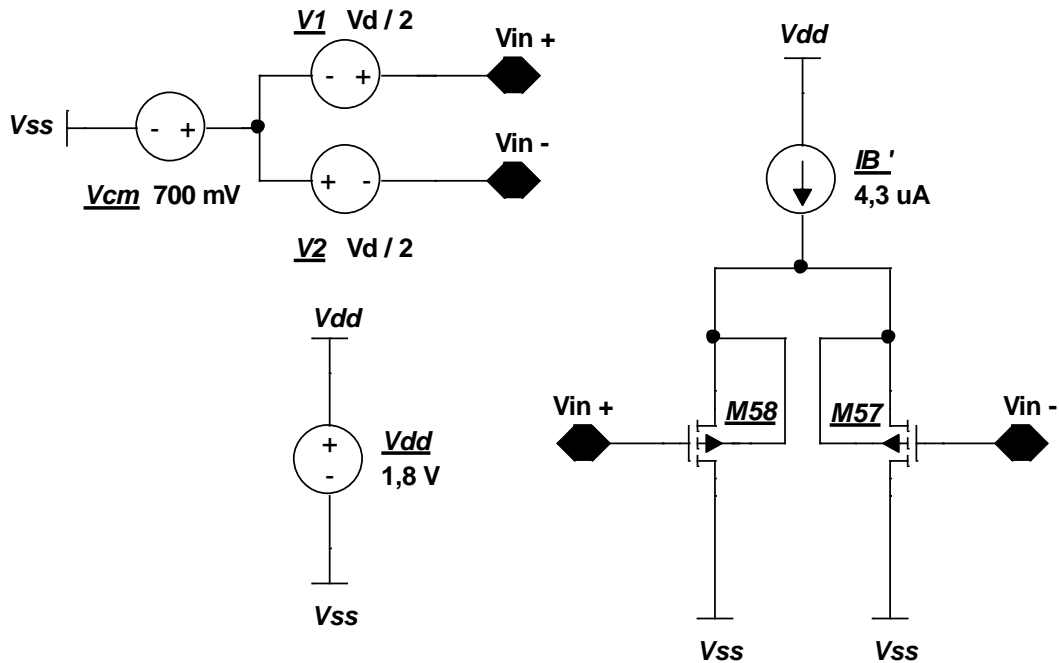 V1 Vd / 2
Vin +
Vdd
- +
Vss
- +
Vin -
+ -
IB '
4,3 uA
Vcm 700 mV
V2 Vd / 2
Vdd
Vin +
M58
M57
Vin -
+
-
Vdd
1,8 V
Vss
Vss
Vss